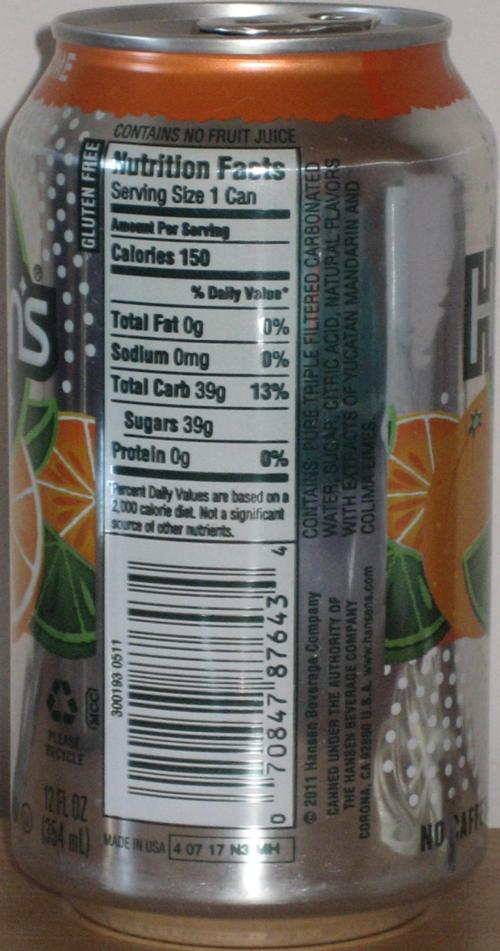 CONTAINS NO FRUIT JUICE
GLUTEN FREE
Nutrition Facts
Serving Size 1 Can
Amount Per Serving
Calories 150
% Daily Value*
Total Fat 0g 0%
Sodium 0mg 0%
Total Carb 39g 13%
Sugars 39g
Protein 0g 0%
*Percent Daily Values are based on a
2,000 calorie diet. Not a significant
source of other nutrients.
CONTAINS: PURE TRIPLE FILTERED CARBONATED
WATER, SUGAR, CITRIC ACID, NATURAL FLAVORS
WITH EXTRACTS OF YUCATAN MANDARIN AND
COLIMA LIMES.
© 2011 Hansen Beverage Company
CANNED UNDER THE AUTHORITY OF
THE HANSEN BEVERAGE COMPANY
CORONA, CA U.S.A. www.hansens.com
300193 0511
0 70847 87643 4
'S®
H
MCC
PLEASE
RECYCLE
12 FL OZ
(354 mL)
MADE IN USA
4 07 17 N3 MH
NO CAFFE